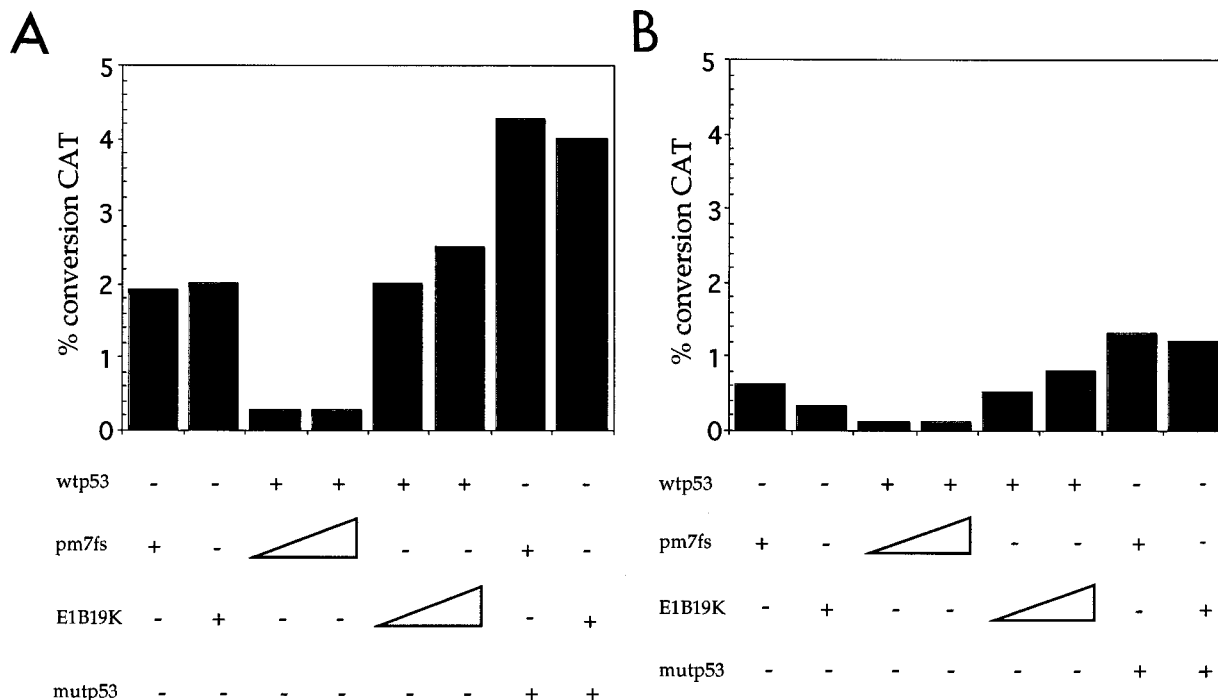 A
% conversion CAT
5
4
3
2
1
0
wtp53 - - + + + + - -
pm7fs + - - - + -
E1B19K - + - - - +
mutp53 - - - - - - + +
B
% conversion CAT
5
4
3
2
1
0
wtp53 - - + + + + - -
pm7fs + - - - + -
E1B19K - + - - - +
mutp53 - - - - - - + +